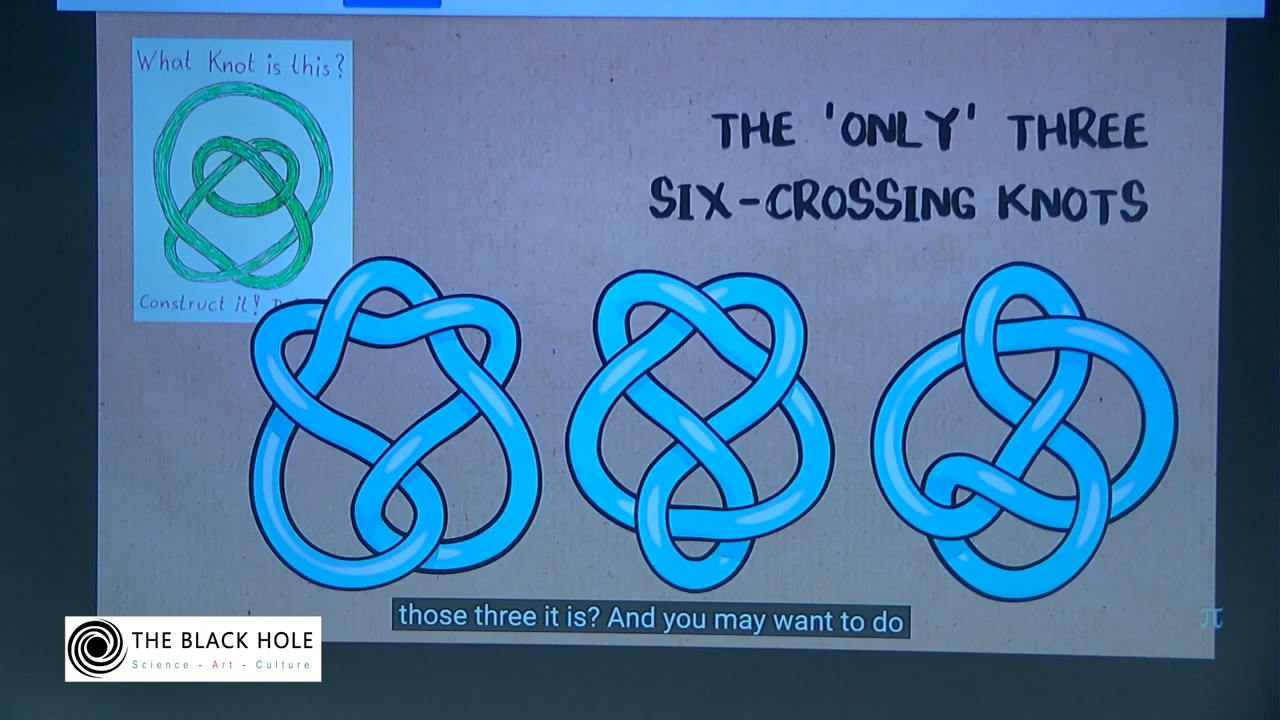 What Knot is this?
THE 'ONLY' THREE
SIX-CROSSING KNOTS
Construct it!
those three it is? And you may want to do
π
THE BLACK HOLE
Science - Art - Culture